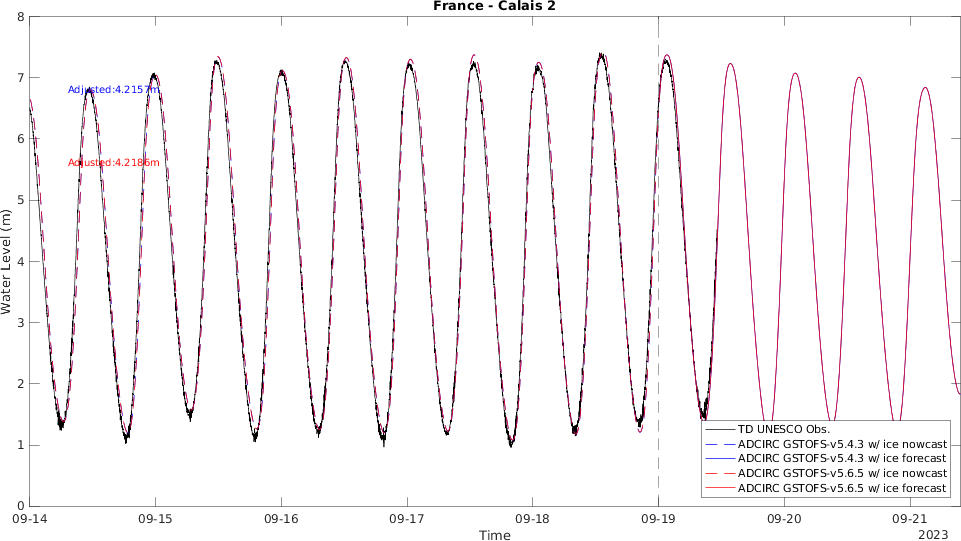 France - Calais 2
8
7
6
5
4
3
2
1
0
Water Level (m)
Adjusted:4.2157m
Adjusted:4.2186m
TD UNESCO Obs.
ADCIRC GSTOFS-v5.4.3 w/ ice nowcast
ADCIRC GSTOFS-v5.4.3 w/ ice forecast
ADCIRC GSTOFS-v5.6.5 w/ ice nowcast
ADCIRC GSTOFS-v5.6.5 w/ ice forecast
09-14 09-15 09-16 09-17 09-18 09-19 09-20 09-21
Time
2023